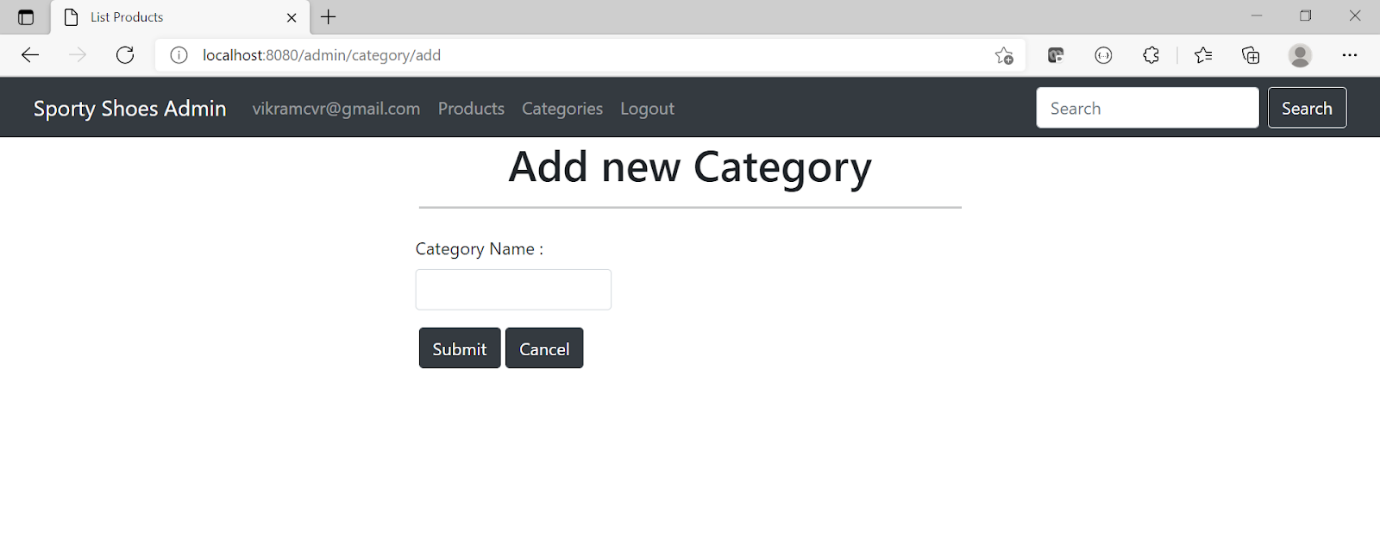 List Products
localhost:8080/admin/category/add
Sporty Shoes Admin vikramcvr@gmail.com Products Categories Logout Search Search
Add new Category
Category Name :
Submit Cancel